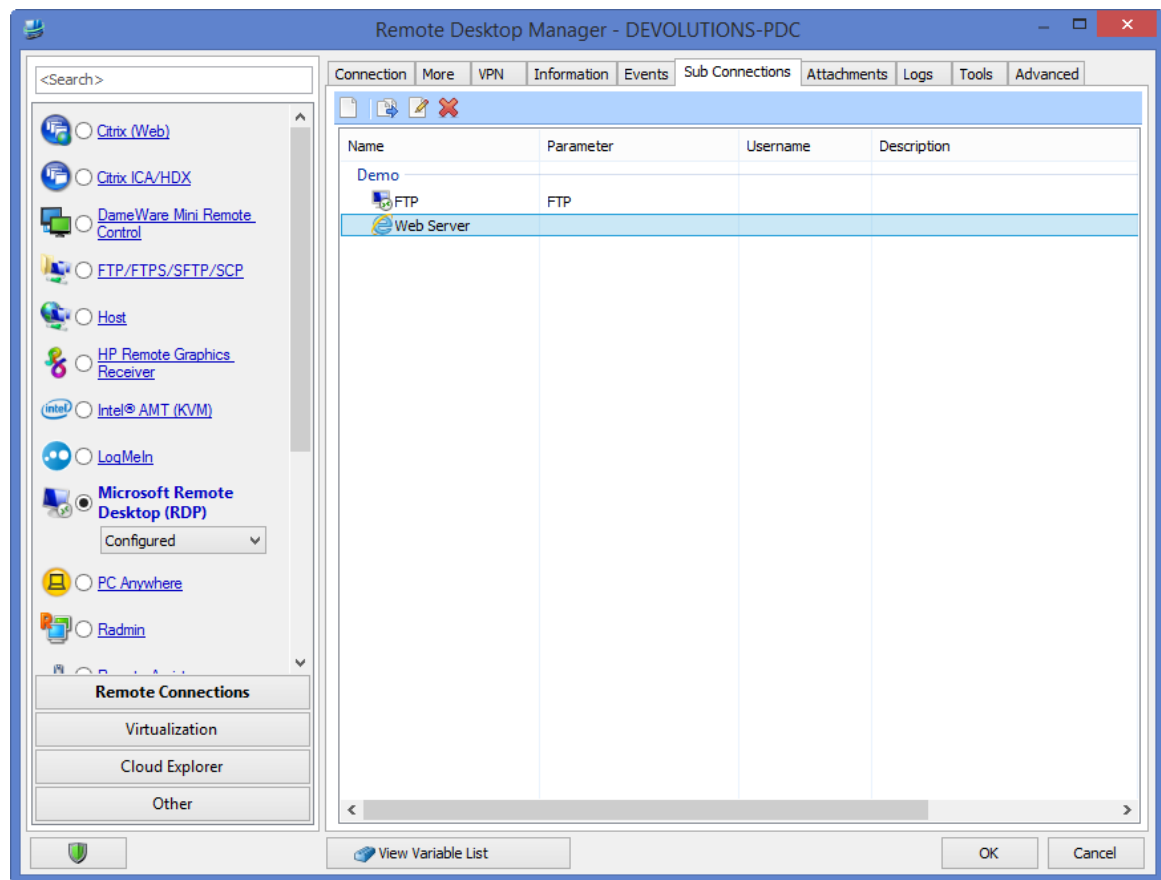 Remote Desktop Manager - DEVOLUTIONS-PDC
<Search>
Citrix (Web)
Citrix ICA/HDX
DameWare Mini Remote
Control
FTP/FTPS/SFTP/SCP
Host
HP Remote Graphics
Receiver
intel
Intel® AMT (KVM)
LogMeIn
Microsoft Remote
Desktop (RDP)
Configured
PC Anywhere
Radmin
Remote Connections
Virtualization
Cloud Explorer
Other
Connection More VPN Information Events Sub Connections Attachments Logs Tools Advanced
Name Parameter Username Description
Demo
FTP FTP
Web Server
View Variable List
OK Cancel